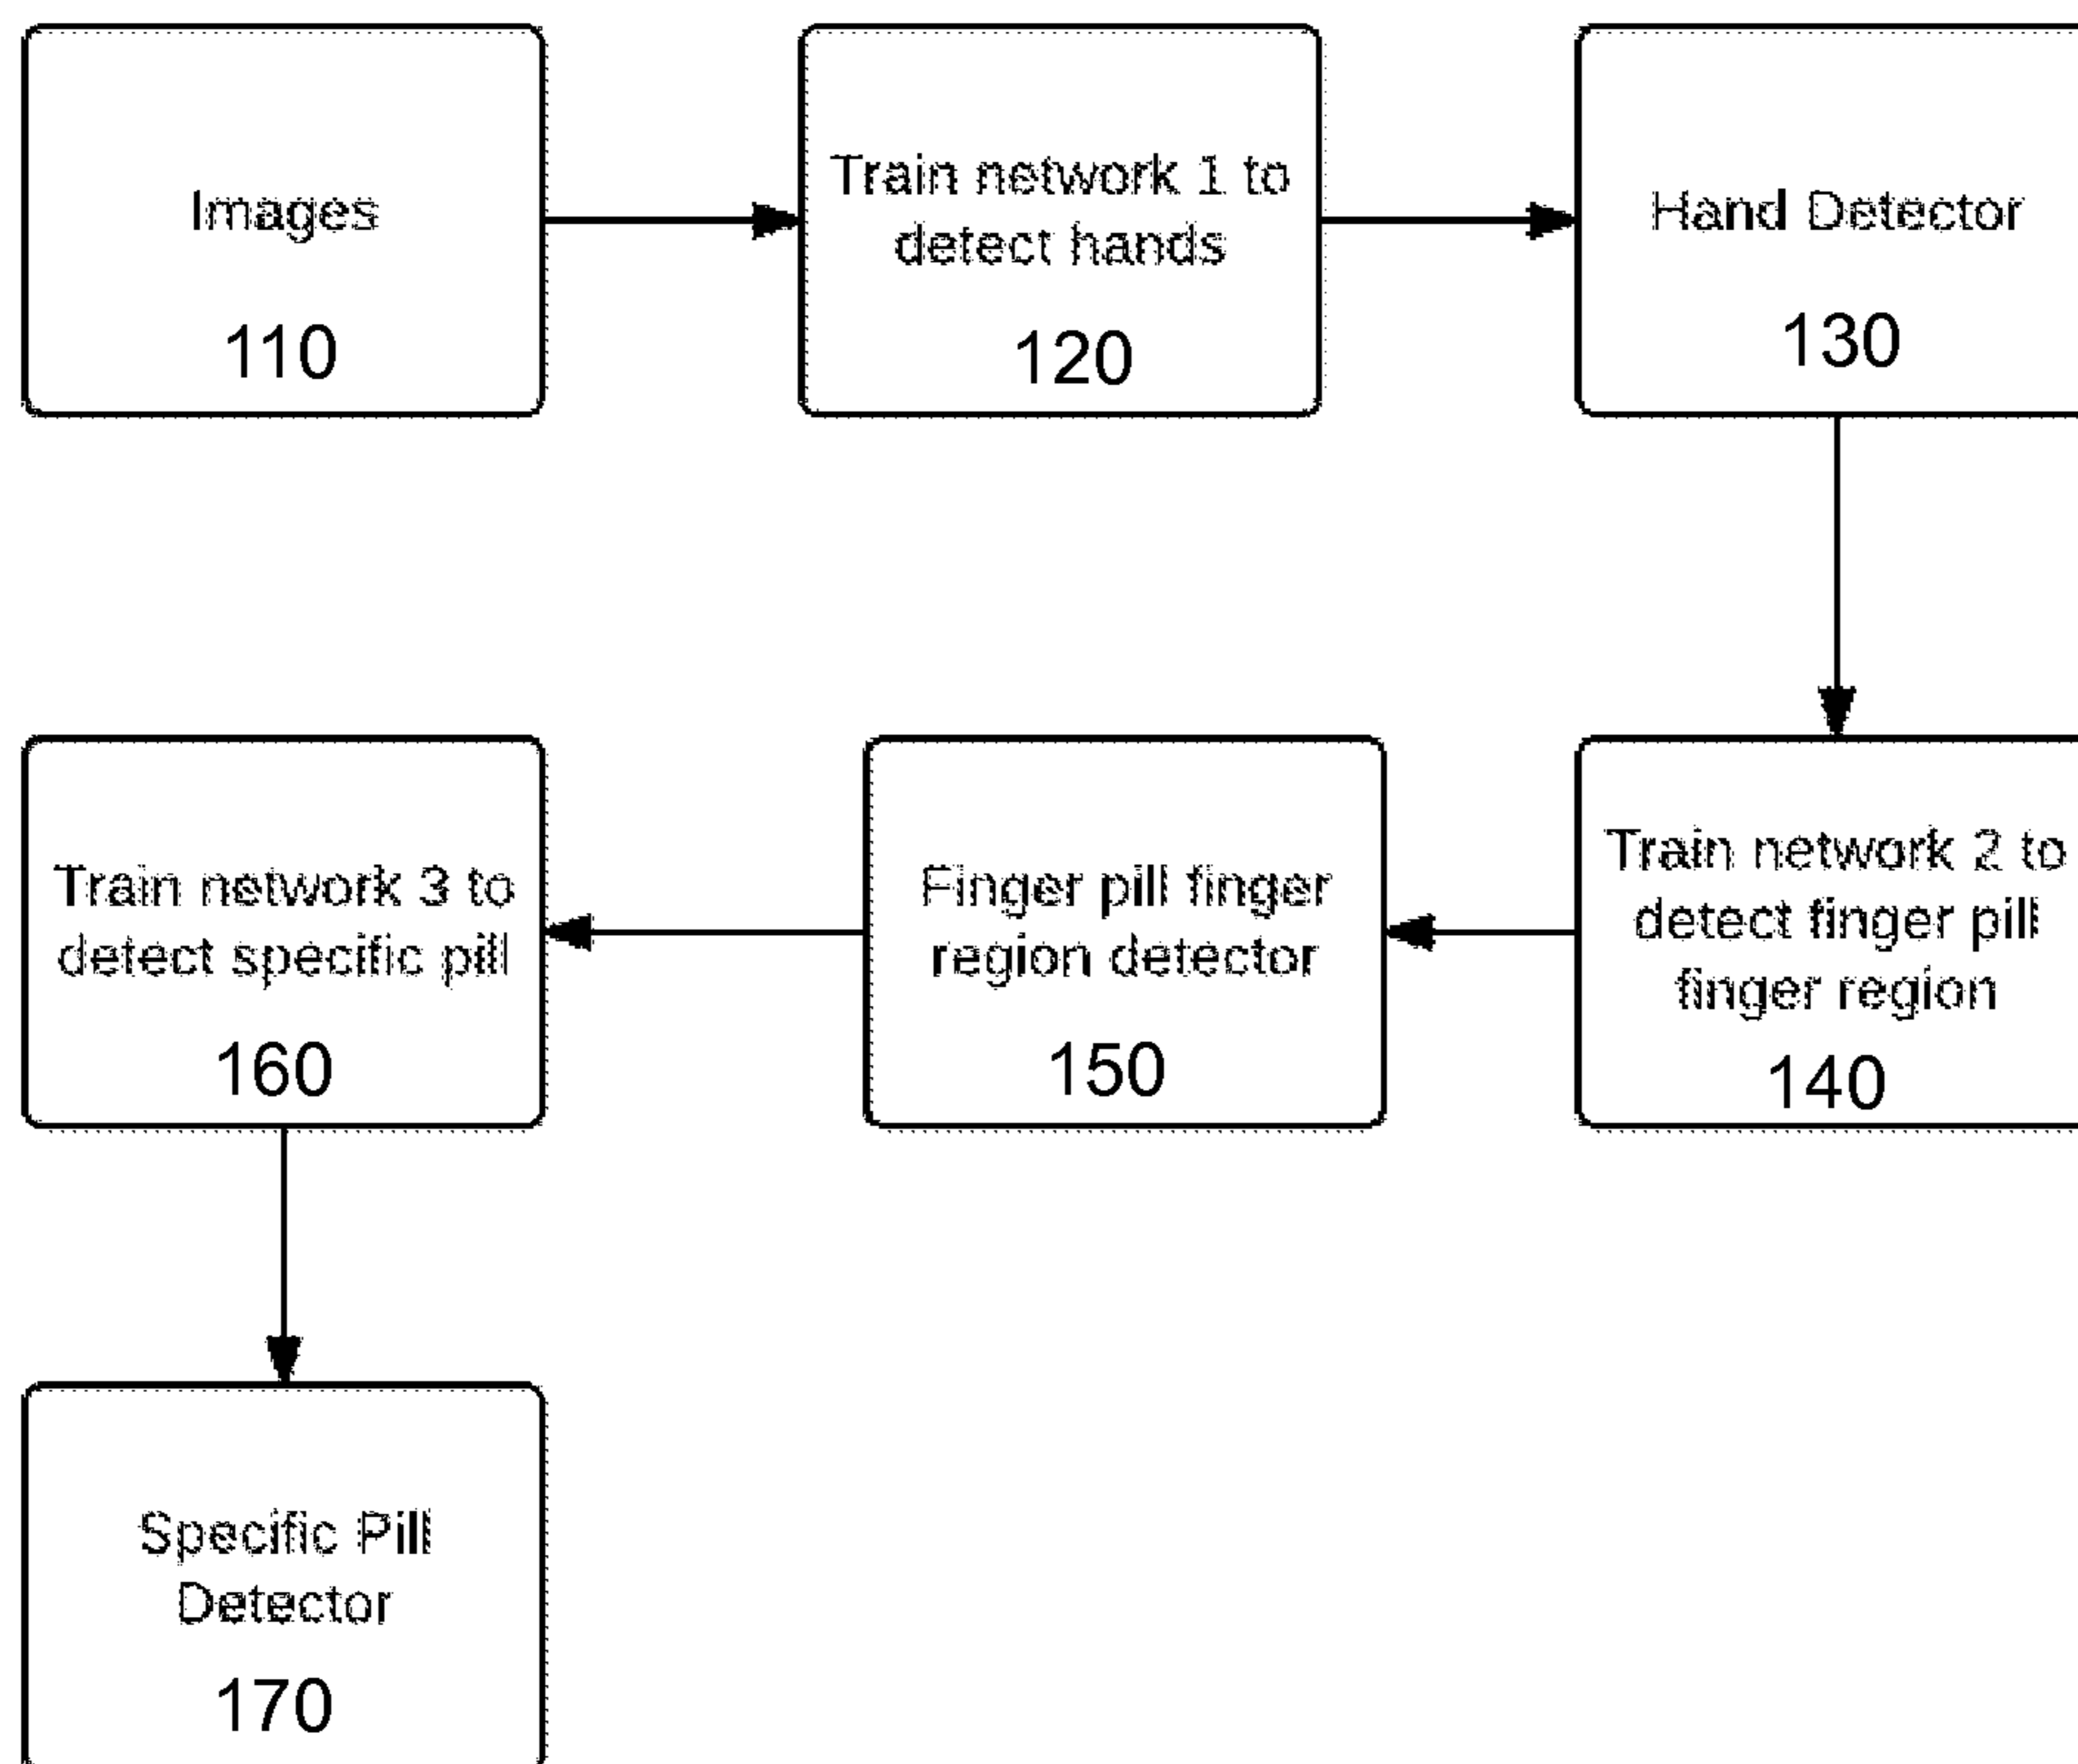 Images
110
Train network 1 to
detect hands
120
Hand Detector
130
Train network 2 to
detect finger pill
finger region
140
Finger pill finger
region detector
150
Train network 3 to
detect specific pill
160
Specific Pill
Detector
170